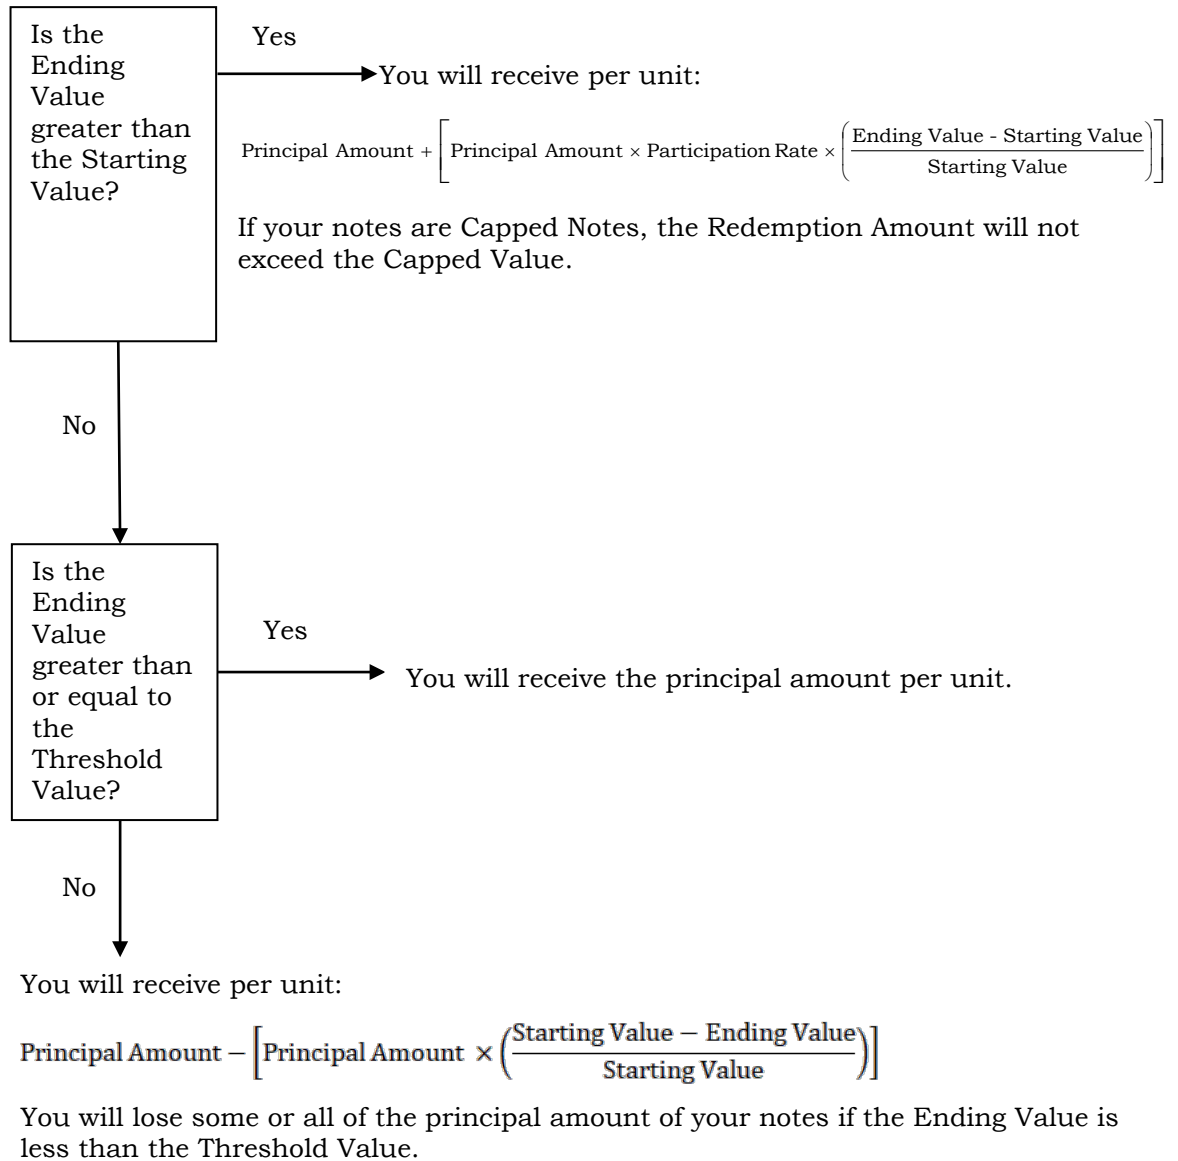 Is the
Ending
Value
greater than
the Starting
Value?
Yes
You will receive per unit:
Principal Amount + [Principal Amount × Participation Rate × (Ending Value - Starting Value / Starting Value)]
If your notes are Capped Notes, the Redemption Amount will not
exceed the Capped Value.
No
Is the
Ending
Value
greater than
or equal to
the
Threshold
Value?
Yes
You will receive the principal amount per unit.
No
You will receive per unit:
Principal Amount − [Principal Amount × (Starting Value − Ending Value / Starting Value)]
You will lose some or all of the principal amount of your notes if the Ending Value is
less than the Threshold Value.